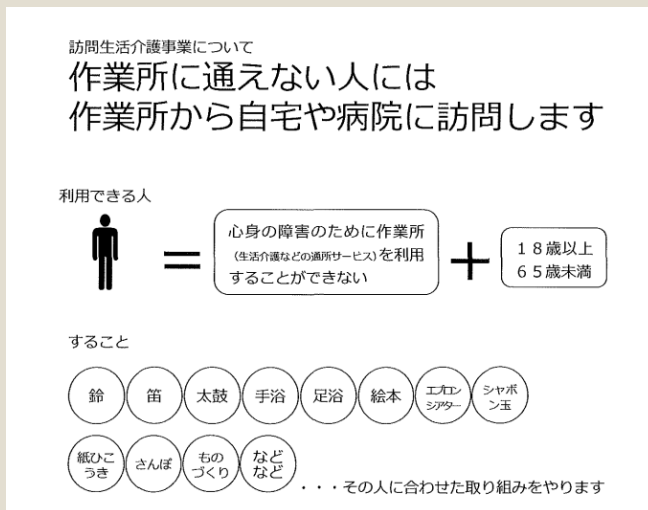 訪問生活介護事業について
作業所に通えない人には
作業所から自宅や病院に訪問します
利用できる人
心身の障害のために作業所
(生活介護などの通所サービス)を利用
することができない
18歳以上
65歳未満
すること
鈴 笛 太鼓 手浴 足浴 絵本 エプロンシアター シャボン玉
紙ひこうき さんぽ ものづくり などなど
・・・その人に合わせた取り組みをやります